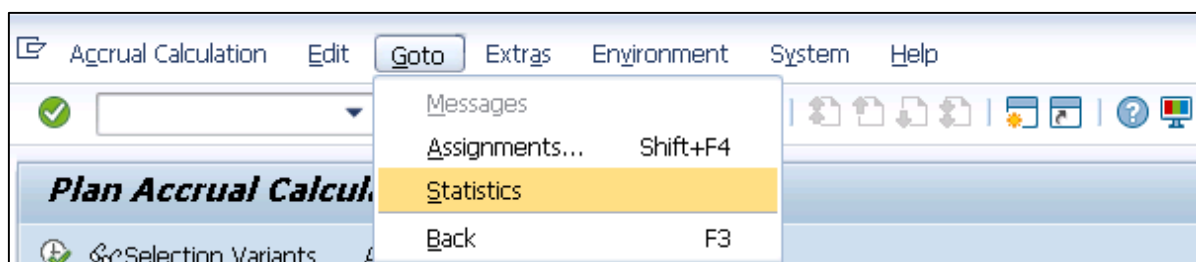 Accrual Calculation Edit Goto Extras Environment System Help
Messages
Assignments... Shift+F4
Plan Accrual Calcul
Statistics
Back F3
Selection Variants